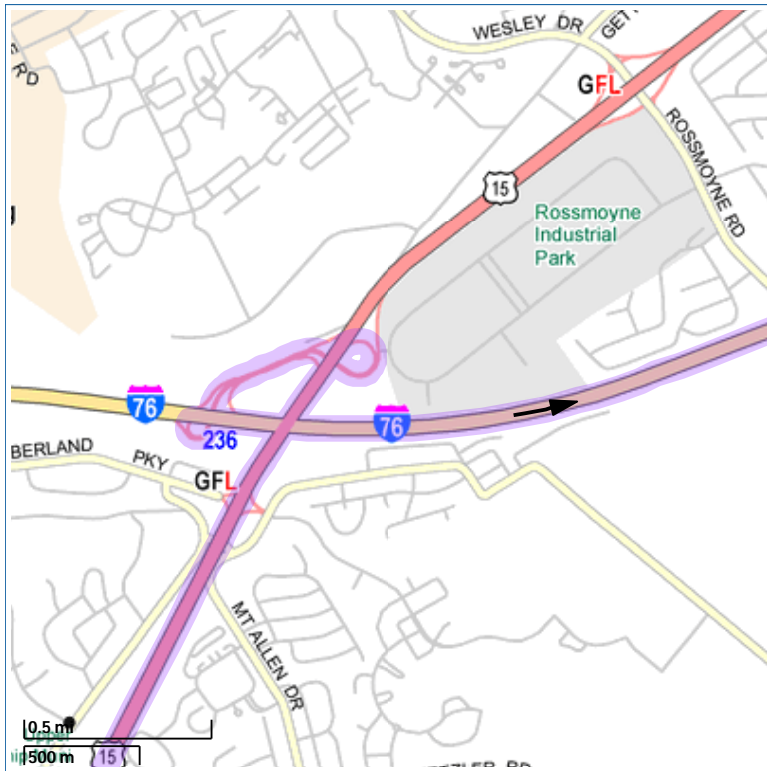 WESLEY DR
RD
GFL
15
ROSSMOYNE RD
Rossmoyne
Industrial
Park
76
76
236
BERLAND
PKY
GFL
MT ALLEN DR
0.5 mi
500 m
15